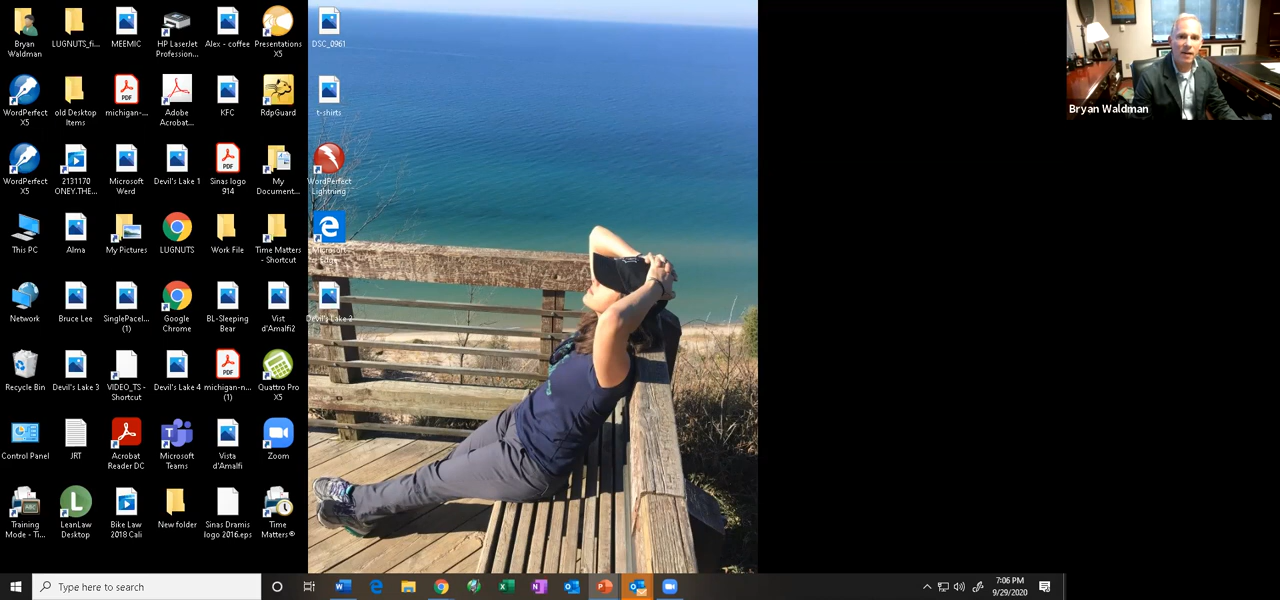 Bryan
Waldman
LUGNUTS_fi...
MEEMIC
HP LaserJet
Profession...
Alex - coffee
Presentations
X5
DSC_0961
WordPerfect
X5
old Desktop
Items
michigan-...
Adobe
Acrobat...
KFC
RdpGuard
t-shirts
WordPerfect
X5
2131170
ONEY.THE...
Microsoft
Werd
Devil's Lake 1
Sinas logo
914
My
Document...
WordPerfect
Lightning
This PC
Alma
My Pictures
LUGNUTS
Work File
Time Matters
- Shortcut
Microsoft
Edge
Network
Bruce Lee
SinglePacel...
(1)
Google
Chrome
BL-Sleeping
Bear
Vist
d'Amalfi2
Devil's Lake 2
Recycle Bin
Devil's Lake 3
VIDEO_TS -
Shortcut
Devil's Lake 4
michigan-n...
(1)
Quattro Pro
X5
Control Panel
JRT
Acrobat
Reader DC
Microsoft
Teams
Vista
d'Amalfi
Zoom
Training
Mode - Ti...
LeanLaw
Desktop
Bike Law
2018 Cali
New folder
Sinas Dramis
logo 2016.eps
Time
Matters®
Bryan Waldman
Type here to search
7:06 PM
9/29/2020